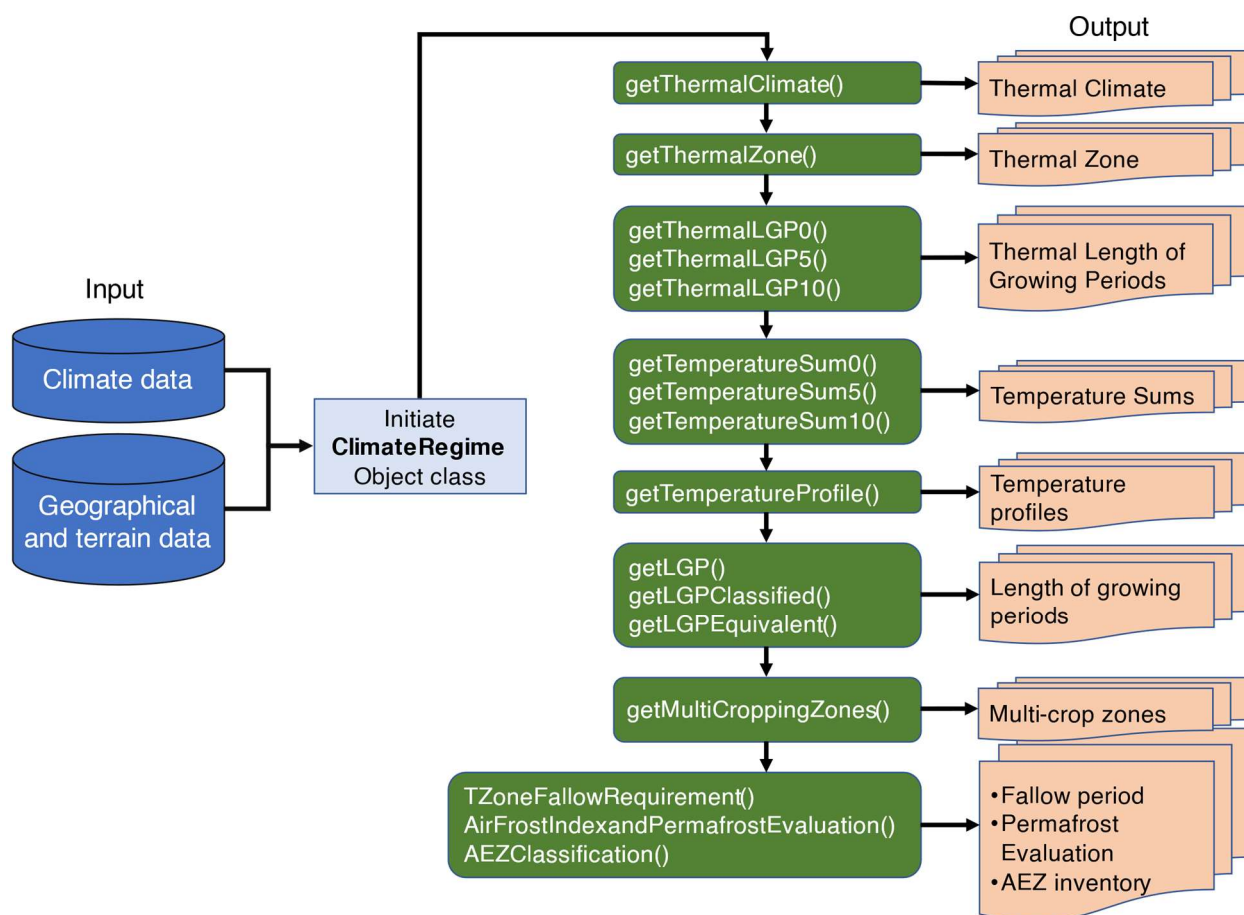 Output
getThermalClimate()
Thermal Climate
getThermalZone()
Thermal Zone
getThermalLGP0()
getThermalLGP5()
getThermalLGP10()
Thermal Length of
Growing Periods
Input
Climate data
Geographical
and terrain data
Initiate
ClimateRegime
Object class
getTemperatureSum0()
getTemperatureSum5()
getTemperatureSum10()
Temperature Sums
getTemperatureProfile()
Temperature
profiles
getLGP()
getLGPClassified()
getLGPEquivalent()
Length of growing
periods
getMultiCroppingZones()
Multi-crop zones
TZoneFallowRequirement()
AirFrostIndexandPermafrostEvaluation()
AEZClassification()
•Fallow period
•Permafrost
Evaluation
•AEZ inventory